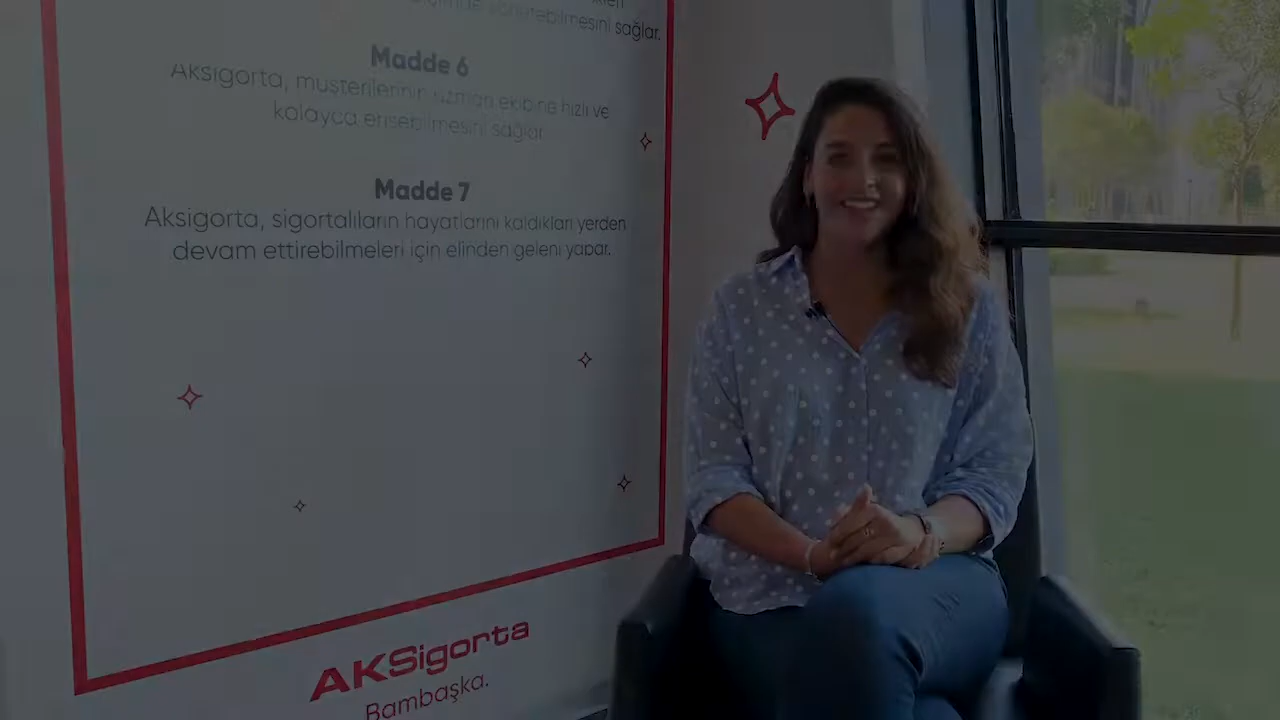 sağlar.
Madde 6
Aksigorta, müşterilerinin uzman ekibine hızlı ve
kolayca erişebilmesini sağlar.
Madde 7
Aksigorta, sigortalıların hayatlarını kaldıkları yerden
devam ettirebilmeleri için elinden geleni yapar.
AKSigorta
Bambaşka.